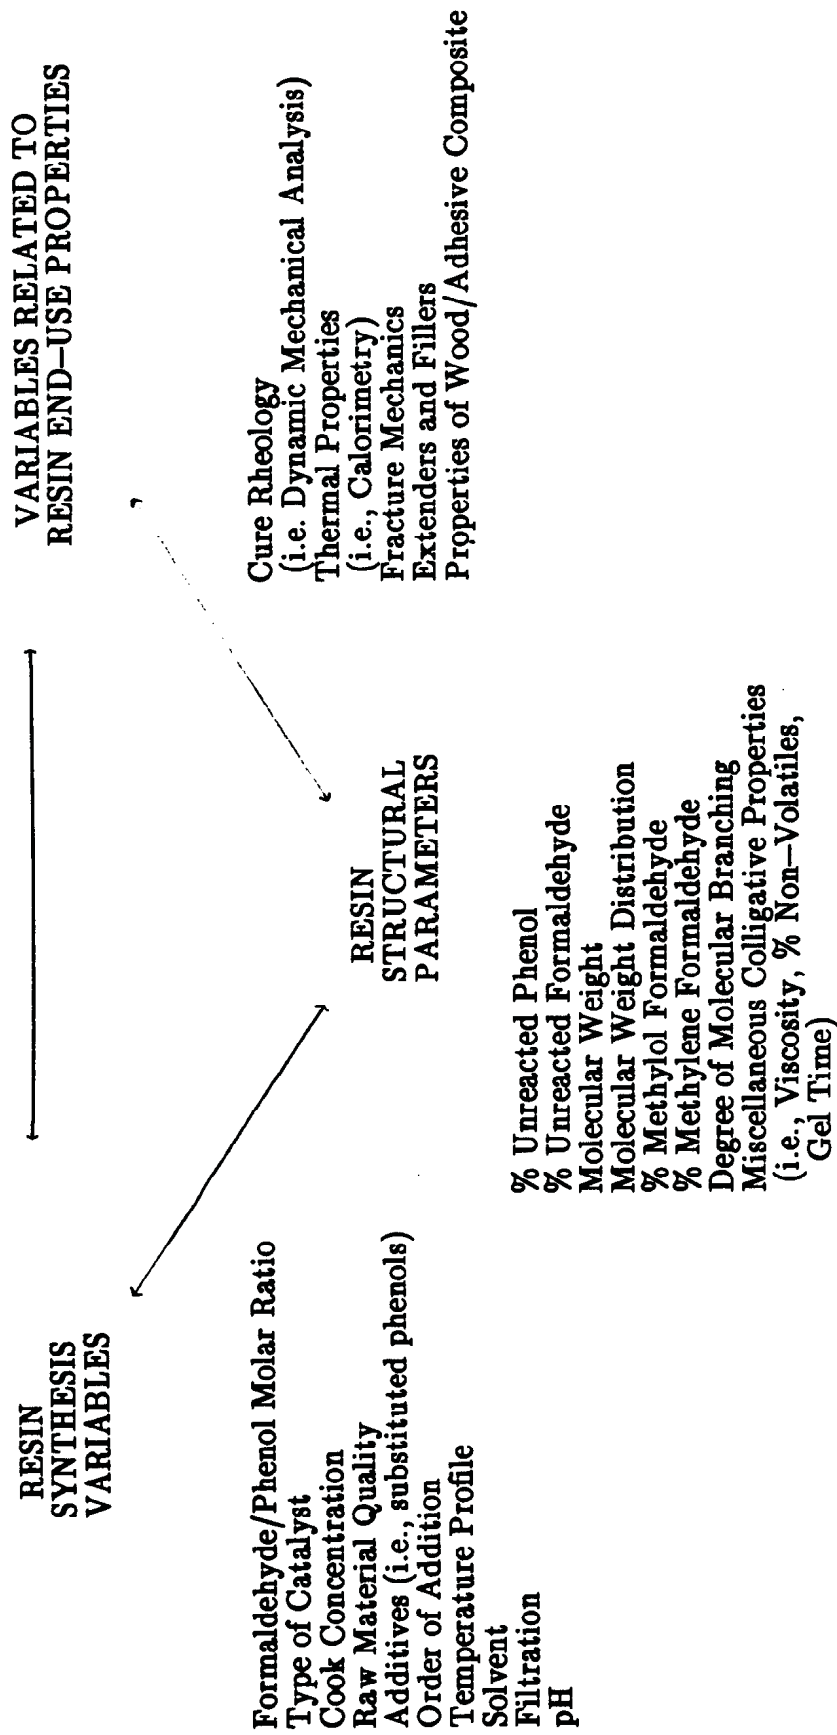 RESIN
SYNTHESIS
VARIABLES
Formaldehyde/Phenol Molar Ratio
Type of Catalyst
Cook Concentration
Raw Material Quality
Additives (i.e., substituted phenols)
Order of Addition
Temperature Profile
Solvent
Filtration
pH
RESIN
STRUCTURAL
PARAMETERS
% Unreacted Phenol
% Unreacted Formaldehyde
Molecular Weight
Molecular Weight Distribution
% Methylol Formaldehyde
% Methylene Formaldehyde
Degree of Molecular Branching
Miscellaneous Colligative Properties
(i.e., Viscosity, % Non–Volatiles,
Gel Time)
VARIABLES RELATED TO
RESIN END–USE PROPERTIES
Cure Rheology
(i.e. Dynamic Mechanical Analysis)
Thermal Properties
(i.e., Calorimetry)
Fracture Mechanics
Extenders and Fillers
Properties of Wood/Adhesive Composite